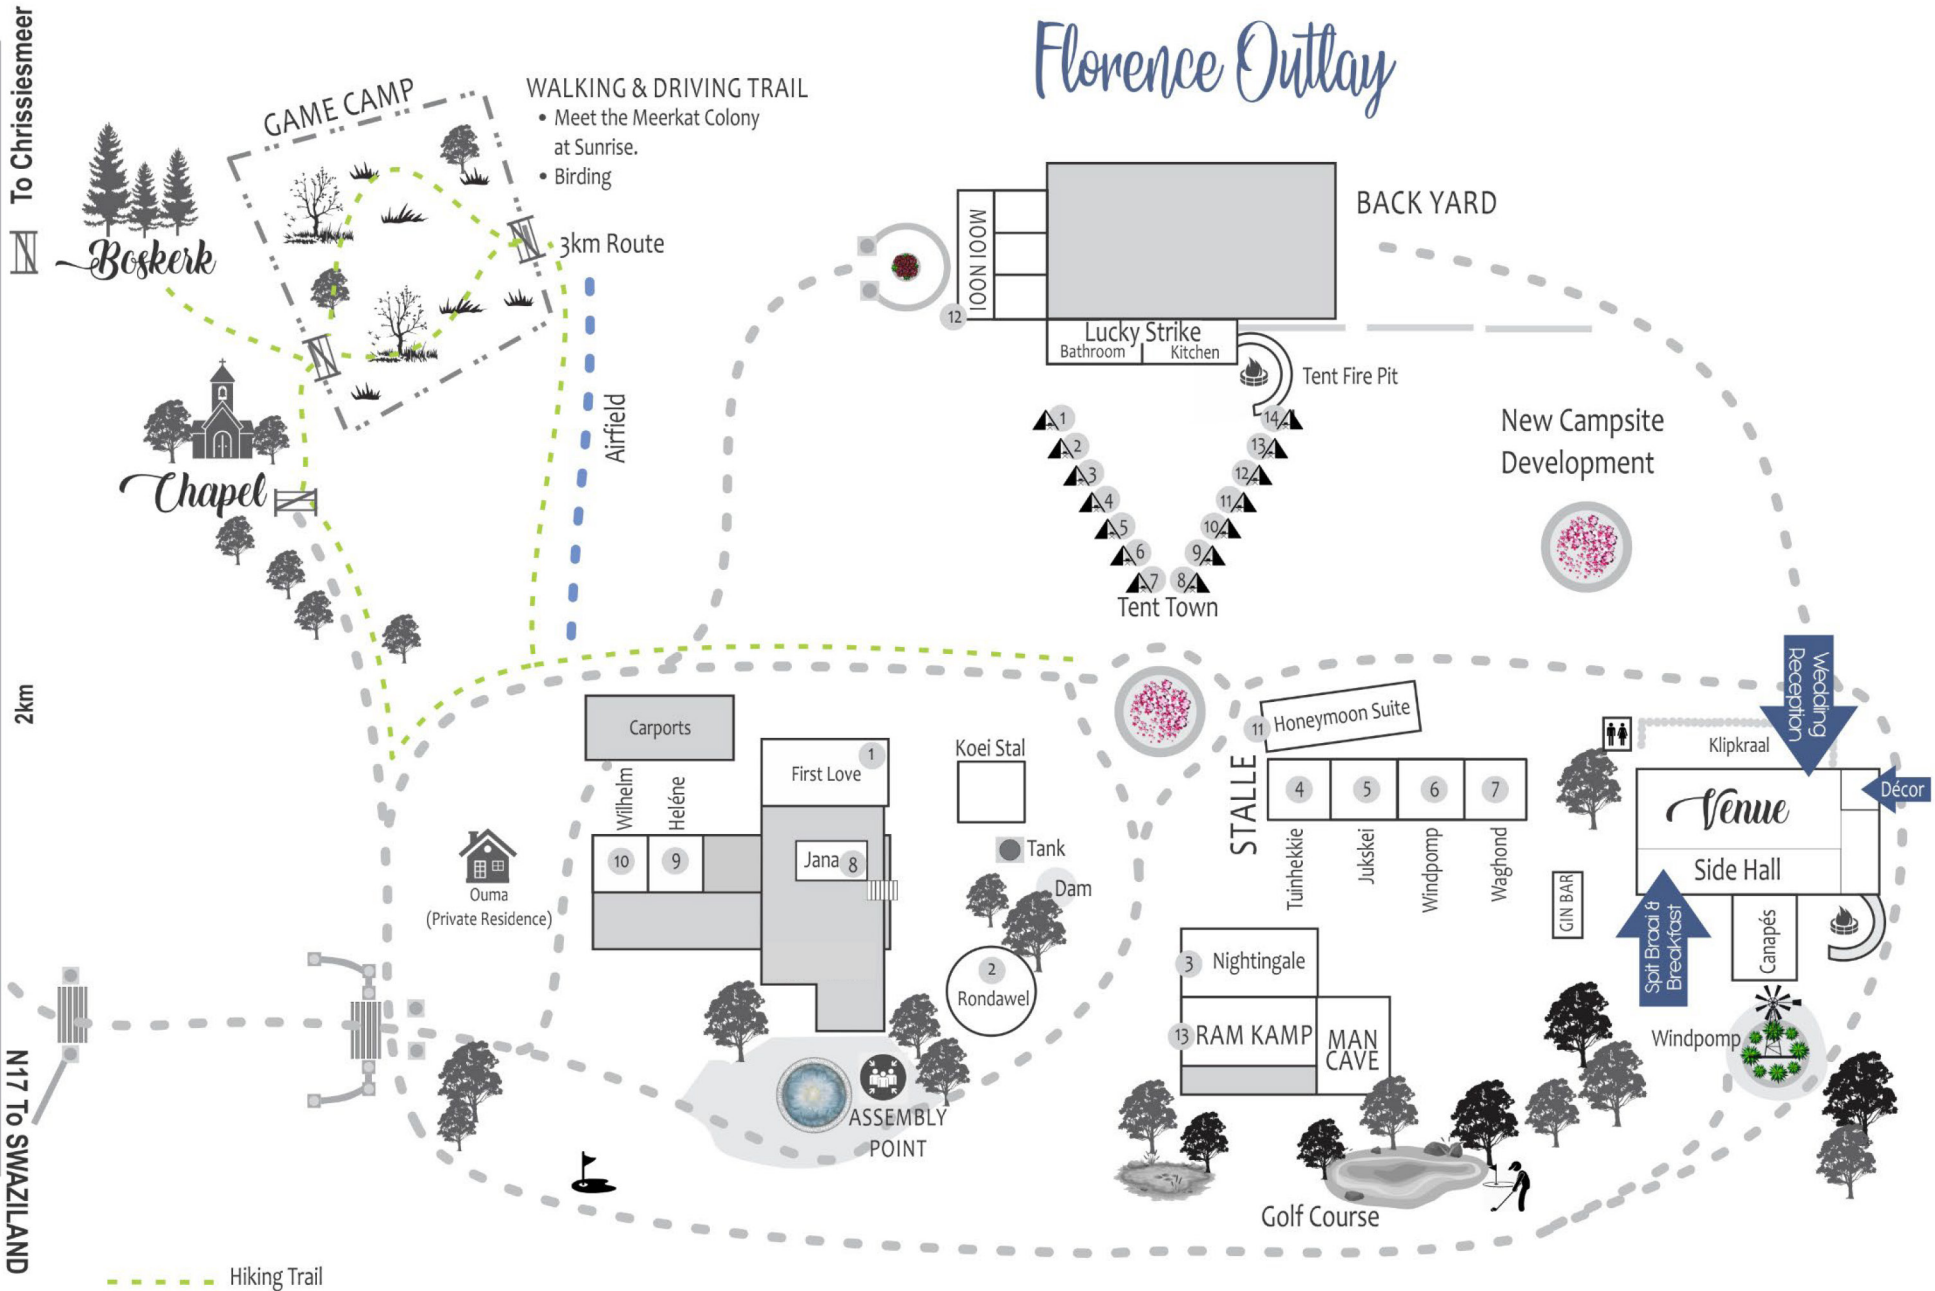 Florence Outlay
To Chrissiesmeer
2km
N17 To SWAZILAND
GAME CAMP
WALKING & DRIVING TRAIL
• Meet the Meerkat Colony
at Sunrise.
• Birding
3km Route
Boskerk
Chapel
Airfield
MOOI NOOI
12
BACK YARD
Lucky Strike
Bathroom
Kitchen
Tent Fire Pit
1
2
3
4
5
6
7
8
9
10
11
12
13
14
Tent Town
New Campsite
Development
Wedding
Reception
Carports
Wilhelm
Heléne
10
9
First Love
1
Jana
8
Koei Stal
Tank
Dam
2
Rondawel
Ouma
(Private Residence)
ASSEMBLY
POINT
11
Honeymoon Suite
STALLE
4
5
6
7
Tuinhekkie
Jukskei
Windpomp
Waghond
Klipkraal
Venue
Décor
Side Hall
GIN BAR
Spit Braai &
Breakfast
Canapés
3
Nightingale
13
RAM KAMP
MAN
CAVE
Windpomp
Golf Course
Hiking Trail